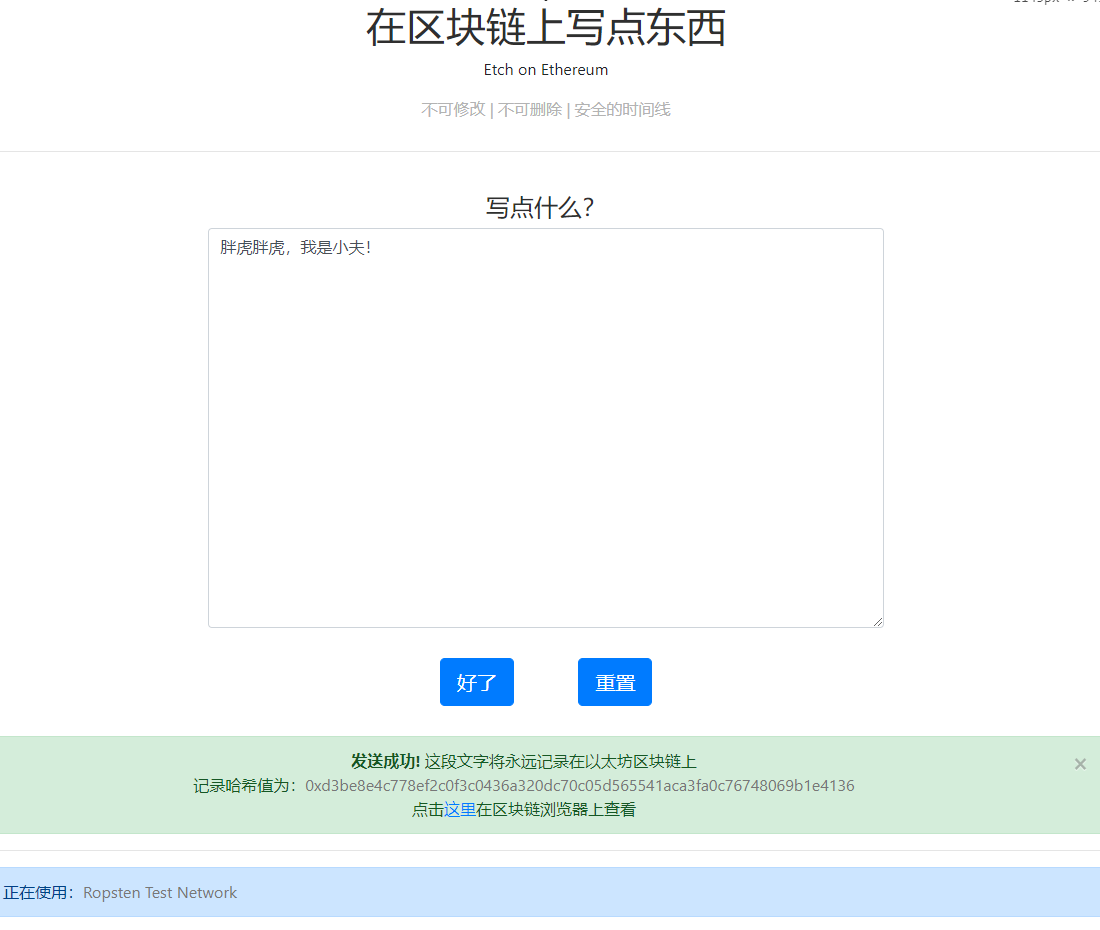 在区块链上写点东西
Etch on Ethereum
不可修改 | 不可删除 | 安全的时间线
写点什么?
胖虎胖虎，我是小夫！
好了
重置
发送成功! 这段文字将永远记录在以太坊区块链上
×
记录哈希值为：0xd3be8e4c778ef2c0f3c0436a320dc70c05d565541aca3fa0c76748069b1e4136
点击这里在区块链浏览器上查看
正在使用：Ropsten Test Network